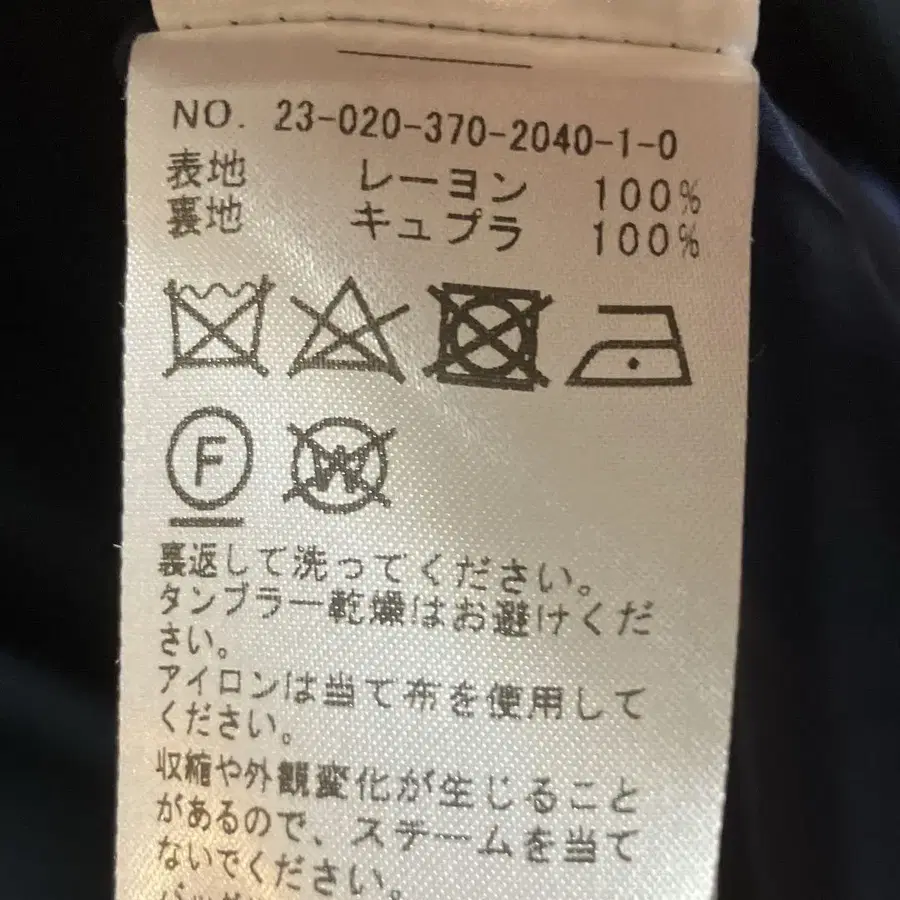 NO. 23-020-370-2040-1-0
表地 レーヨン 100%
裏地 キュプラ 100%
F
W
裏返して洗ってください。
タンブラー乾燥はお避けくだ
さい。
アイロンは当て布を使用して
ください。
収縮や外観変化が生じること
があるので、スチームを当て
ないでください。